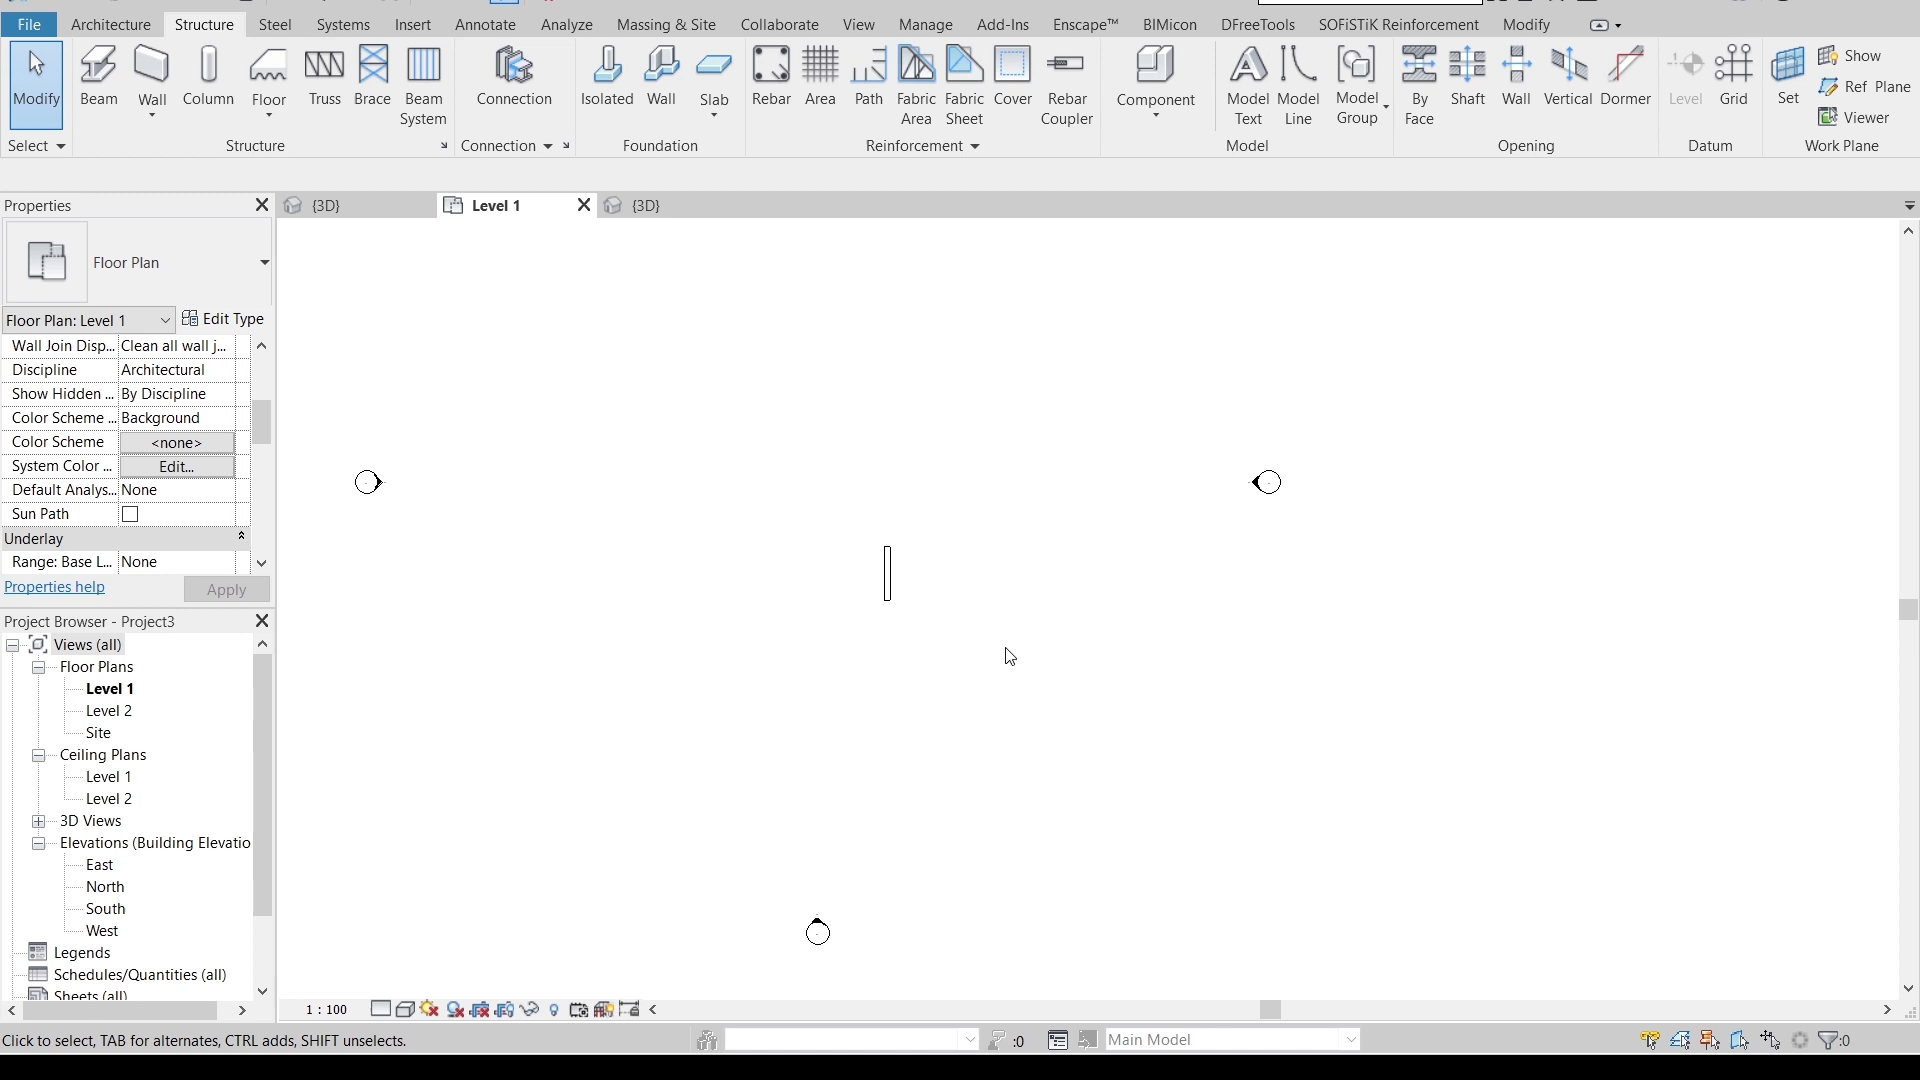 File Architecture Structure Steel Systems Insert Annotate Analyze Massing & Site Collaborate View Manage Add-Ins Enscape™ BIMicon DFreeTools SOFiSTiK Reinforcement Modify
Modify Beam Wall Column Floor Truss Brace Beam System Connection Isolated Wall Slab Rebar Area Path Fabric Area Fabric Sheet Cover Rebar Coupler Component Model Text Model Line Model Group By Face Shaft Wall Vertical Dormer Level Grid Set Show
Ref Plane
Viewer
Select Structure Connection Foundation Reinforcement Model Opening Datum Work Plane
Properties {3D} Level 1 {3D}
Floor Plan
Floor Plan: Level 1 Edit Type
Wall Join Disp... Clean all wall j...
Discipline Architectural
Show Hidden ... By Discipline
Color Scheme ... Background
Color Scheme <none>
System Color ... Edit...
Default Analys... None
Sun Path
Underlay
Range: Base L... None
Properties help Apply
Project Browser - Project3
Views (all)
Floor Plans
Level 1
Level 2
Site
Ceiling Plans
Level 1
Level 2
3D Views
Elevations (Building Elevatio
East
North
South
West
Legends
Schedules/Quantities (all)
Sheets (all)
1 : 100
Click to select, TAB for alternates, CTRL adds, SHIFT unselects. :0 Main Model :0